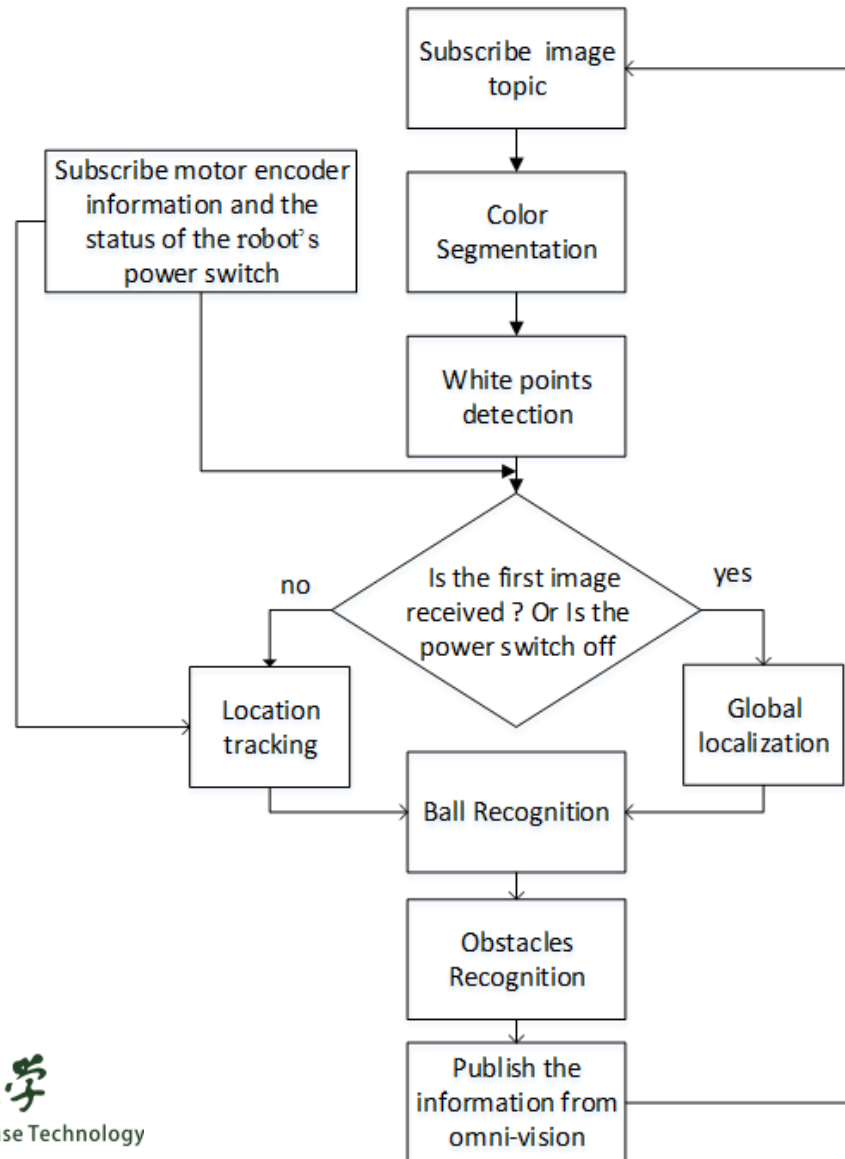 Subscribe image
topic
Subscribe motor encoder
information and the
status of the robot's
power switch
Color
Segmentation
White points
detection
no
Is the first image
received ? Or Is the
power switch off
yes
Location
tracking
Global
localization
Ball Recognition
Obstacles
Recognition
Publish the
information from
omni-vision
学
Technology